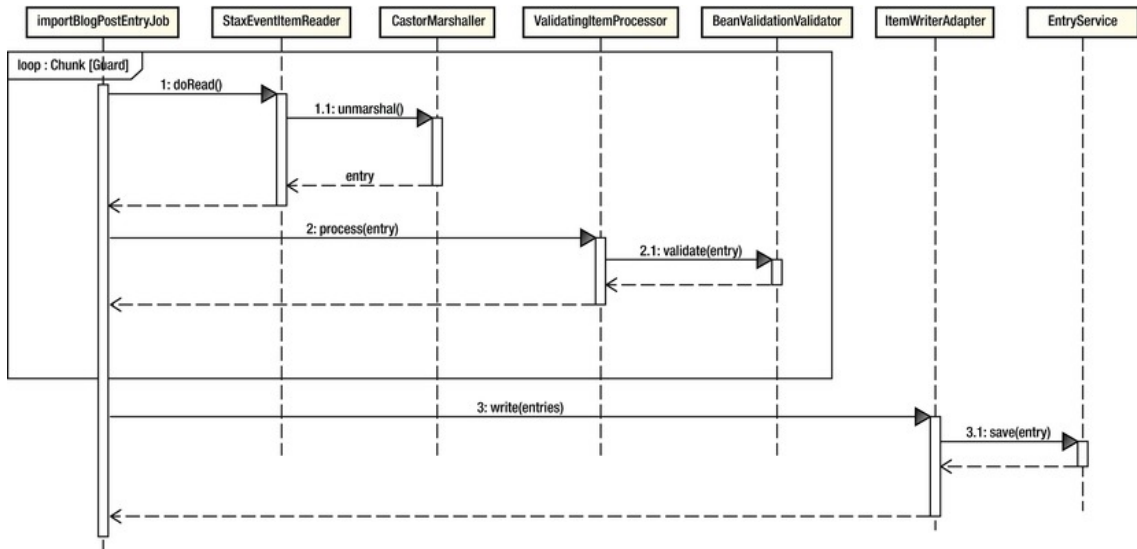 importBlogPostEntryJob
StaxEventItemReader
CastorMarshaller
ValidatingItemProcessor
BeanValidationValidator
ItemWriterAdapter
EntryService
loop : Chunk [Guard]
1: doRead()
1.1: unmarshal()
entry
2: process(entry)
2.1: validate(entry)
3: write(entries)
3.1: save(entry)